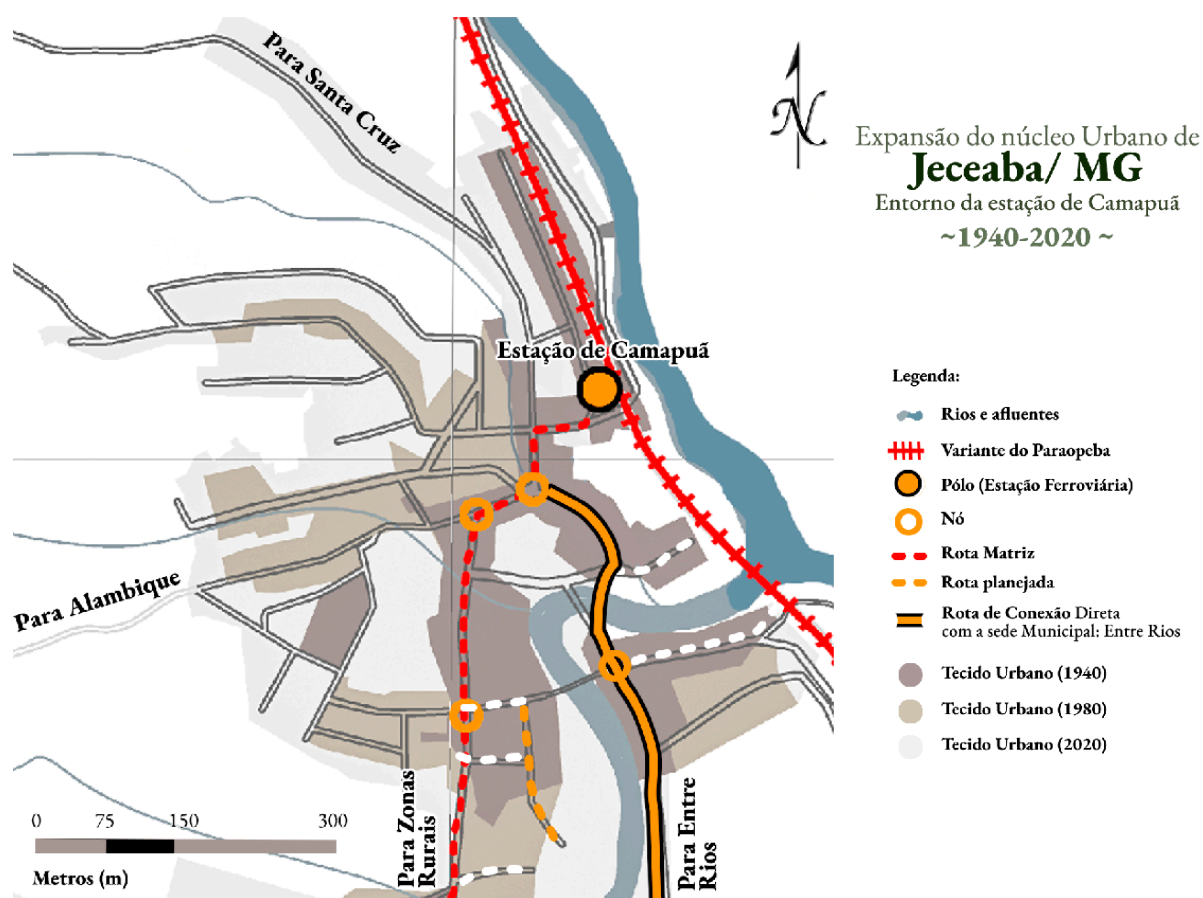 Expansão do núcleo Urbano de
Jeceaba/ MG
Entorno da estação de Camapuã
~1940-2020 ~
N
Para Santa Cruz
Estação de Camapuã
Para Alambique
Para Zonas
Rurais
Para Entre
Rios
0 75 150 300
Metros (m)
Legenda:
Rios e afluentes
Variante do Paraopeba
Pólo (Estação Ferroviária)
Nó
Rota Matriz
Rota planejada
Rota de Conexão Direta
com a sede Municipal: Entre Rios
Tecido Urbano (1940)
Tecido Urbano (1980)
Tecido Urbano (2020)